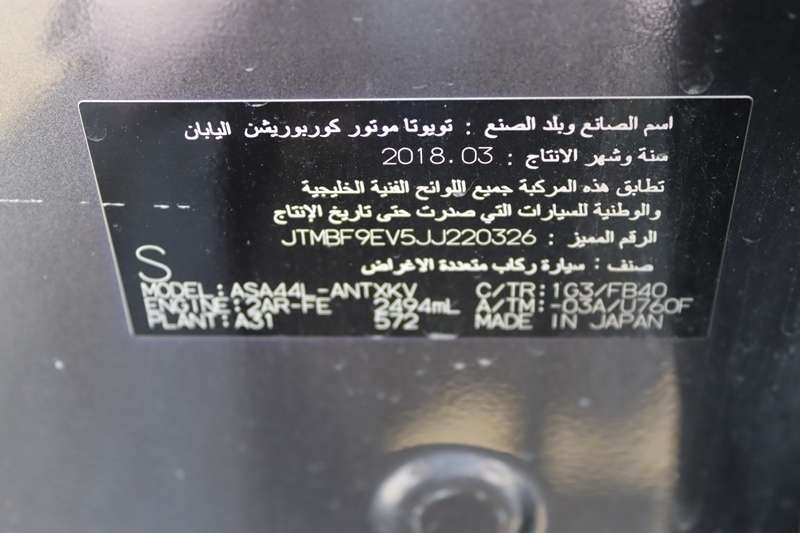 اسم الصانع وبلد الصنع : تويوتا موتور كوربوريشن اليابان
سنة وشهر الانتاج : 2018.03
تطابق هذه المركبة جميع اللوائح الفنية الخليجية
والوطنية للسيارات التي صدرت حتى تاريخ الإنتاج
الرقم المميز : JTMBF9EV5JJ220326
صنف : سيارة ركاب متعددة الاغراض
S
MODEL:ASA44L-ANTXKV C/TR:1G3/FB40
ENGINE:2AR-FE 2494mL A/TM:-03A/U760F
PLANT:A31 572 MADE IN JAPAN